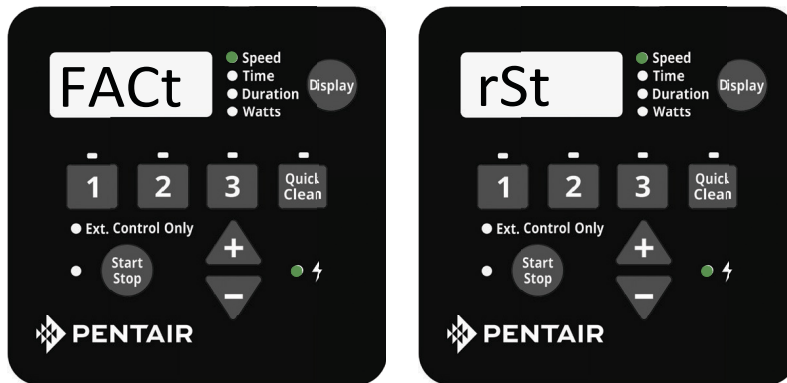 FACt
Speed
Time
Duration
Watts
Display
1
2
3
Quick
Clean
Ext. Control Only
Start
Stop
+
−
PENTAIR
rSt
Speed
Time
Duration
Watts
Display
1
2
3
Quick
Clean
Ext. Control Only
Start
Stop
+
−
PENTAIR